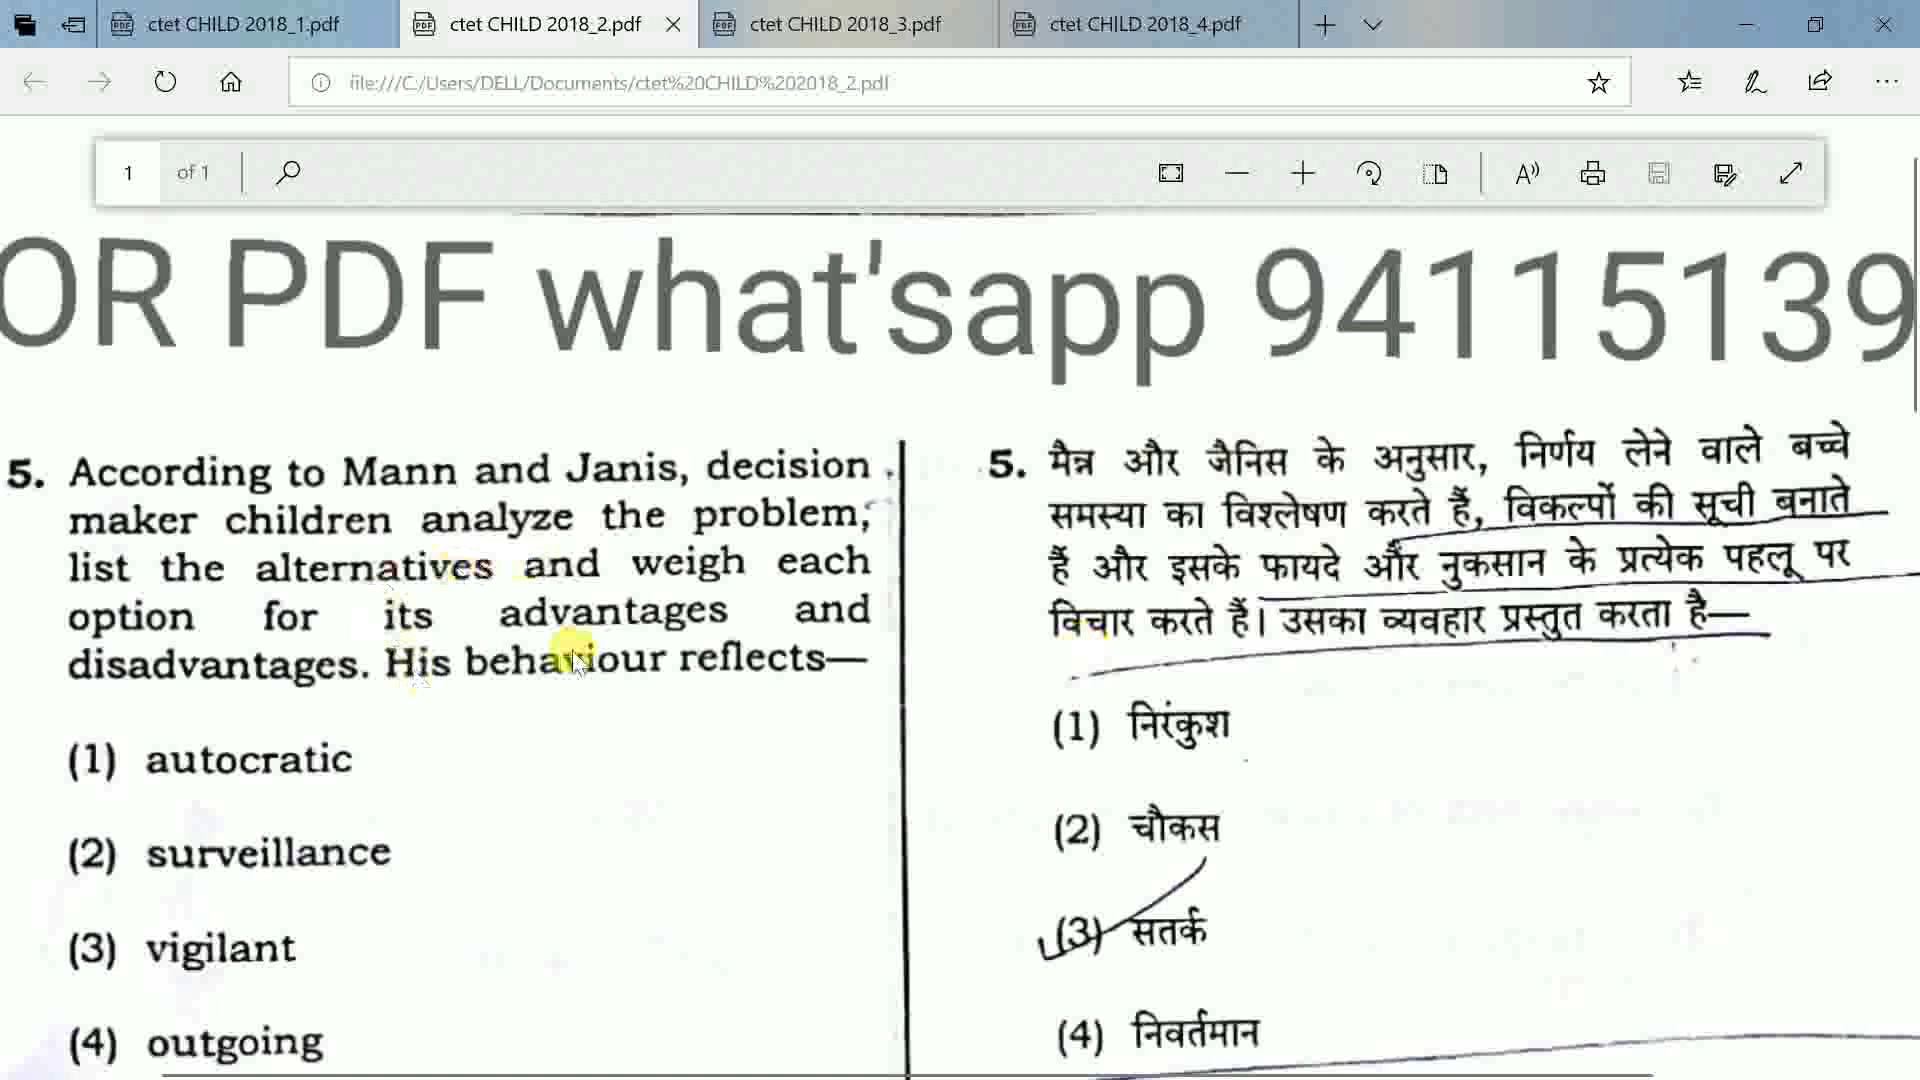 ctet CHILD 2018_1.pdf
ctet CHILD 2018_2.pdf
ctet CHILD 2018_3.pdf
ctet CHILD 2018_4.pdf
file:///C:/Users/DELL/Documents/ctet%20CHILD%202018_2.pdf
1 of 1
OR PDF what'sapp 94115139
5. According to Mann and Janis, decision
maker children analyze the problem,
list the alternatives and weigh each
option for its advantages and
disadvantages. His behaviour reflects—
(1) autocratic
(2) surveillance
(3) vigilant
(4) outgoing
5. मैन्न और जैनिस के अनुसार, निर्णय लेने वाले बच्चे
समस्या का विश्लेषण करते हैं, विकल्पों की सूची बनाते
हैं और इसके फायदे और नुकसान के प्रत्येक पहलू पर
विचार करते हैं। उसका व्यवहार प्रस्तुत करता है—
(1) निरंकुश
(2) चौकस
(3) सतर्क
(4) निवर्तमान